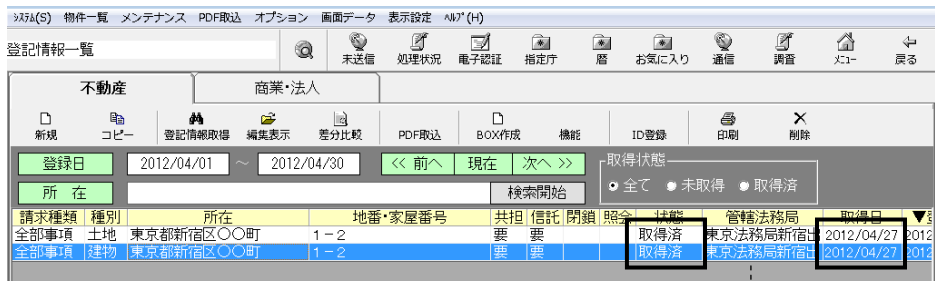 ｼｽﾃﾑ(S) 物件一覧 メンテナンス PDF取込 オプション 画面データ 表示設定 ﾍﾙﾌﾟ(H)
登記情報一覧 未送信 処理状況 電子認証 指定庁 暦 お気に入り 通信 調査 ﾒﾆｭｰ 戻る
不動産 商業・法人
新規 コピー 登記情報取得 編集表示 差分比較 PDF取込 BOX作成 機能 ID登録 印刷 削除
登録日 2012/04/01 ～ 2012/04/30 << 前へ 現在 次へ >> 取得状態
所 在 検索開始 全て 未取得 取得済
請求種類 種別 所在 地番・家屋番号 共担 信託 閉鎖 照会 状態 管轄法務局 取得日 ▼
全部事項 土地 東京都新宿区〇〇町 1－2 要 要 取得済 東京法務局新宿出 2012/04/27 2012
全部事項 建物 東京都新宿区〇〇町 1－2 要 要 取得済 東京法務局新宿出 2012/04/27 2012